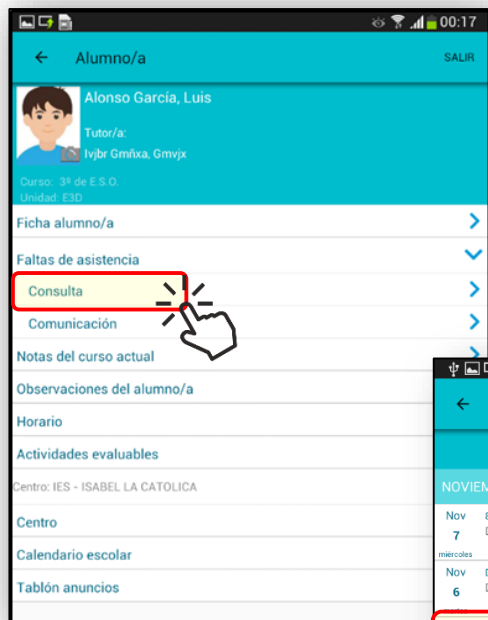 00:17
Alumno/a
SALIR
Alonso García, Luis
Tutor/a:
Ivjbr Gmñxa, Gmvjx
Curso: 3º de E.S.O.
Unidad: E3D
Ficha alumno/a
Faltas de asistencia
Consulta
Comunicación
Notas del curso actual
Observaciones del alumno/a
Horario
Actividades evaluables
Centro: IES - ISABEL LA CATOLICA
Centro
Calendario escolar
Tablón anuncios
Nov
7
miércoles
Nov
6